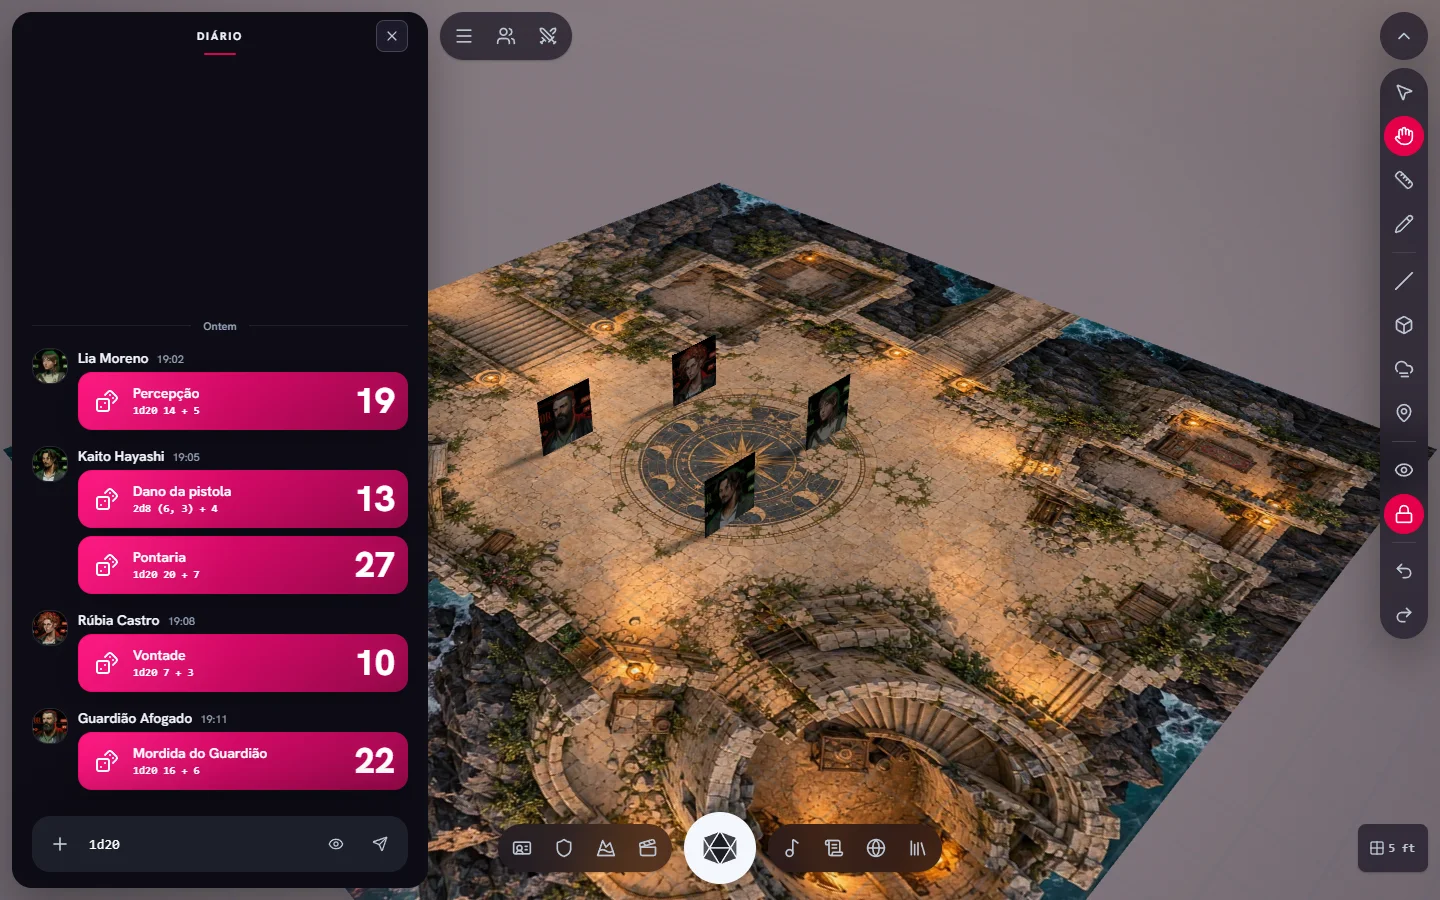 DIÁRIO
Ontem
Lia Moreno 19:02
Percepção
1d20 14 + 5
19
Kaito Hayashi 19:05
Dano da pistola
2d8 (6, 3) + 4
13
Pontaria
1d20 20 + 7
27
Rúbia Castro 19:08
Vontade
1d20 7 + 3
10
Guardião Afogado 19:11
Mordida do Guardião
1d20 16 + 6
22
1d20
5 ft